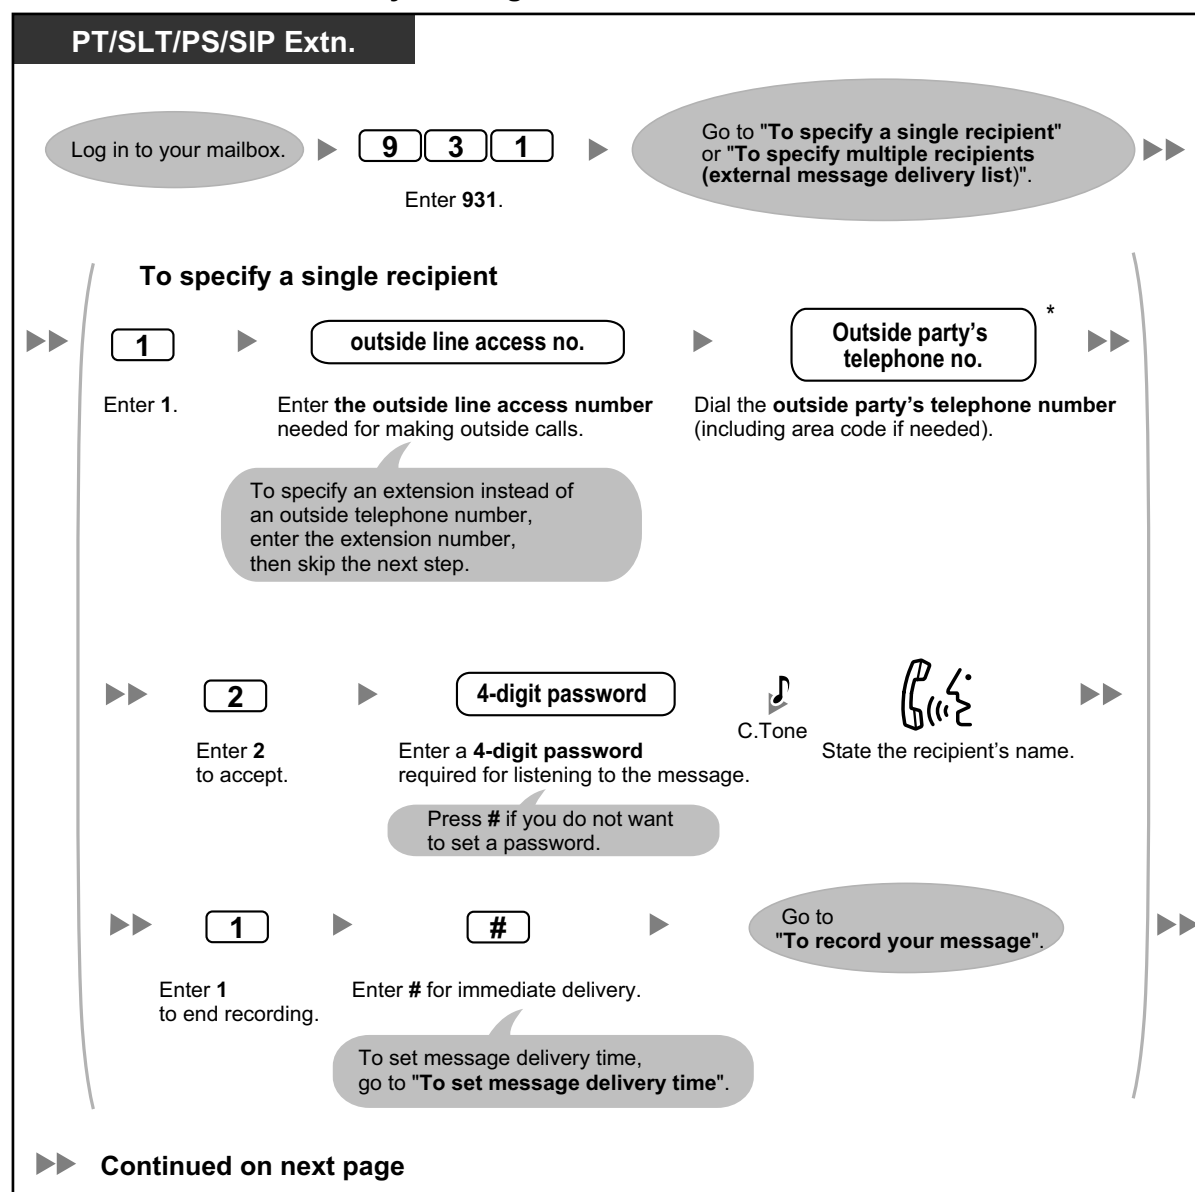 PT/SLT/PS/SIP Extn.
Log in to your mailbox.
9 3 1
Enter 931.
Go to "To specify a single recipient"
or "To specify multiple recipients
(external message delivery list)".
To specify a single recipient
1
Enter 1.
outside line access no.
Enter the outside line access number
needed for making outside calls.
To specify an extension instead of
an outside telephone number,
enter the extension number,
then skip the next step.
Outside party's
telephone no.
*
Dial the outside party's telephone number
(including area code if needed).
2
Enter 2
to accept.
4-digit password
Enter a 4-digit password
required for listening to the message.
Press # if you do not want
to set a password.
C.Tone
State the recipient's name.
1
Enter 1
to end recording.
#
Enter # for immediate delivery.
To set message delivery time,
go to "To set message delivery time".
Go to
"To record your message".
Continued on next page